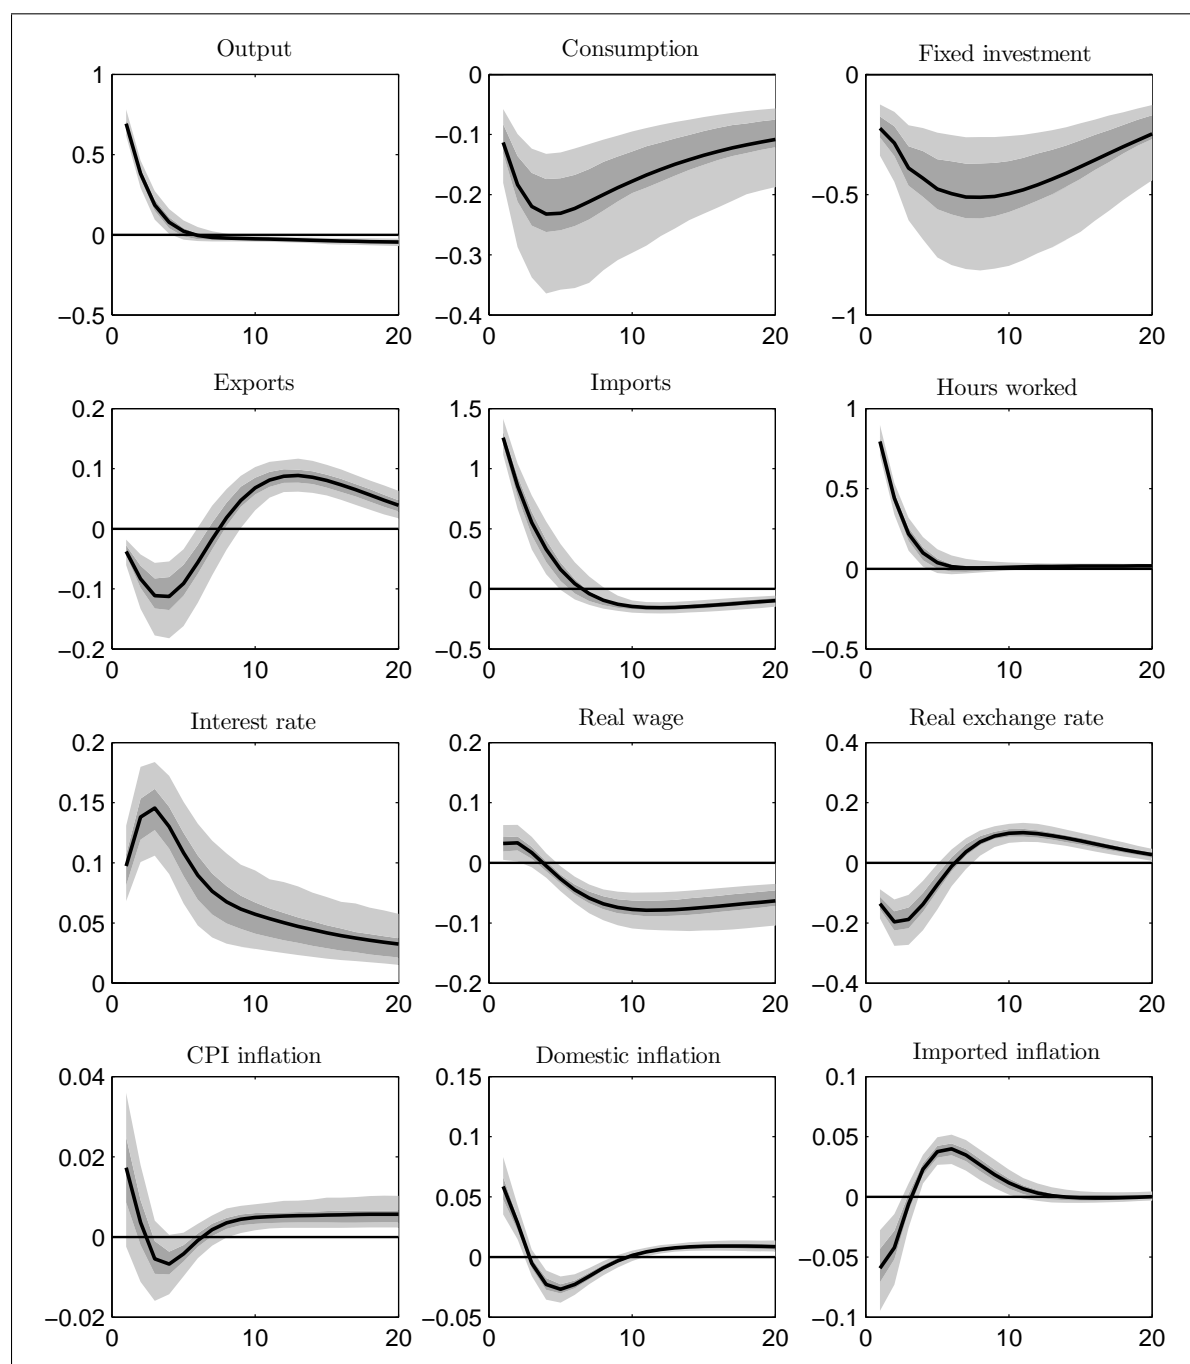 Output
Consumption
Fixed investment
1
0.5
0
−0.5
0 10 20
0
−0.1
−0.2
−0.3
−0.4
0 10 20
0
−0.5
−1
0 10 20
Exports
Imports
Hours worked
0.2
0.1
0
−0.1
−0.2
0 10 20
1.5
1
0.5
0
−0.5
0 10 20
1
0.5
0
−0.5
0 10 20
Interest rate
Real wage
Real exchange rate
0.2
0.15
0.1
0.05
0
0 10 20
0.2
0.1
0
−0.1
−0.2
0 10 20
0.4
0.2
0
−0.2
−0.4
0 10 20
CPI inflation
Domestic inflation
Imported inflation
0.04
0.02
0
−0.02
0 10 20
0.15
0.1
0.05
0
−0.05
0 10 20
0.1
0.05
0
−0.05
−0.1
0 10 20